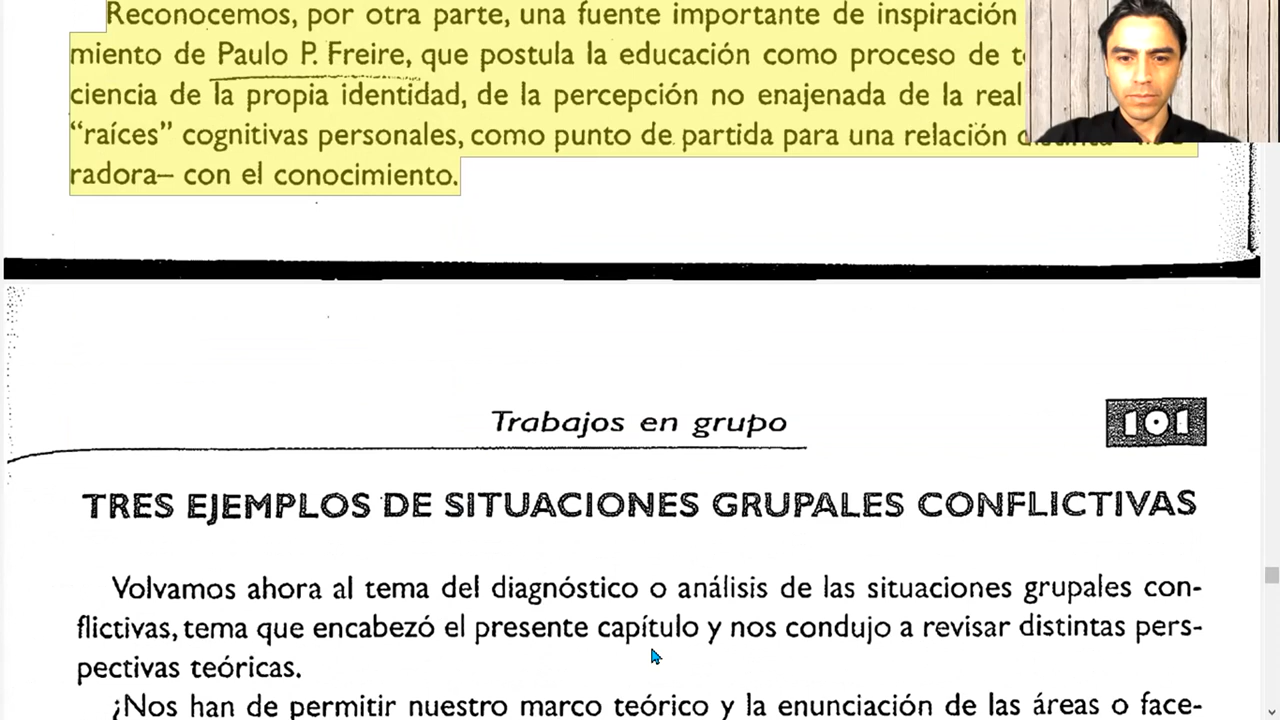 Reconocemos, por otra parte, una fuente importante de inspiración
miento de Paulo P. Freire, que postula la educación como proceso de
ciencia de la propia identidad, de la percepción no enajenada de la
“raíces” cognitivas personales, como punto de partida para una relación
radora– con el conocimiento.
Trabajos en grupo
101
TRES EJEMPLOS DE SITUACIONES GRUPALES CONFLICTIVAS
Volvamos ahora al tema del diagnóstico o análisis de las situaciones grupales con-
flictivas, tema que encabezó el presente capítulo y nos condujo a revisar distintas pers-
pectivas teóricas.
¿Nos han de permitir nuestro marco teórico y la enunciación de las áreas o face-